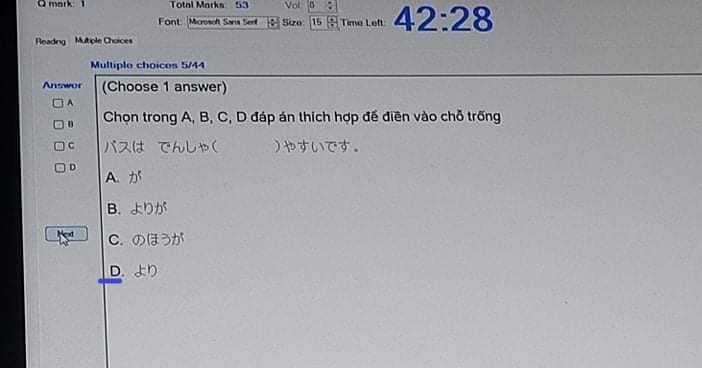 Q mark: 1 Total Marks: 53 Vol: 8
Font: Microsoft Sans Serif Size: 15 Time Left: 42:28
Reading Multiple Choices
Multiple choices 5/44
Answer
(Choose 1 answer)
A
B
C
D
Next
Chọn trong A, B, C, D đáp án thích hợp để điền vào chỗ trống
バスは でんしゃ( )やすいです。
A. が
B. よりが
C. のほうが
D. より